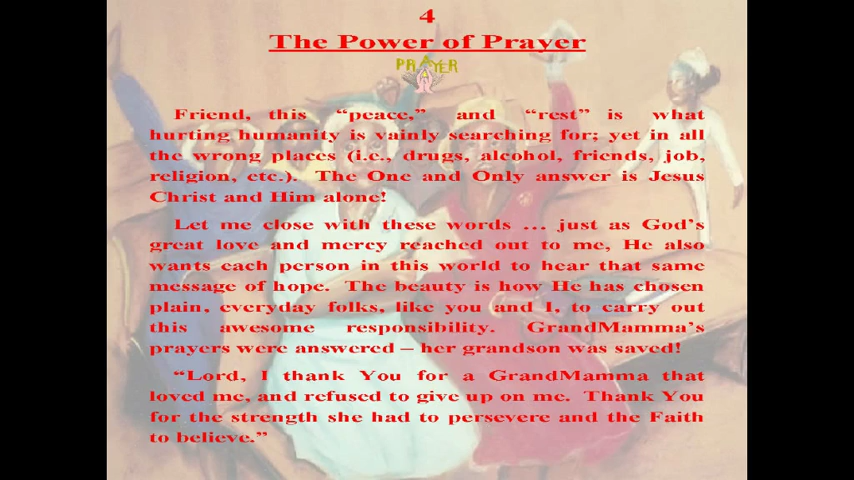 4
The Power of Prayer
PRAYER
Friend, this “peace,” and “rest” is what
hurting humanity is vainly searching for; yet in all
the wrong places (i.e., drugs, alcohol, friends, job,
religion, etc.). The One and Only answer is Jesus
Christ and Him alone!
Let me close with these words … just as God’s
great love and mercy reached out to me, He also
wants each person in this world to hear that same
message of hope. The beauty is how He has chosen
plain, everyday folks, like you and I, to carry out
this awesome responsibility. GrandMamma’s
prayers were answered – her grandson was saved!
“Lord, I thank You for a GrandMamma that
loved me, and refused to give up on me. Thank You
for the strength she had to persevere and the Faith
to believe.”